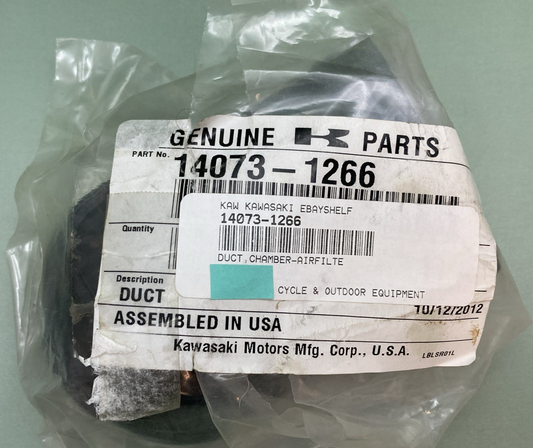 GENUINE PARTS
PART No. 14073-1266
KAW KAWASAKI EBAYSHELF
14073-1266
Quantity
DUCT,CHAMBER-AIRFILTE
CYCLE & OUTDOOR EQUIPMENT
Description
DUCT
10/12/2012
ASSEMBLED IN USA
Kawasaki Motors Mfg. Corp., U.S.A.
LBLSR01L